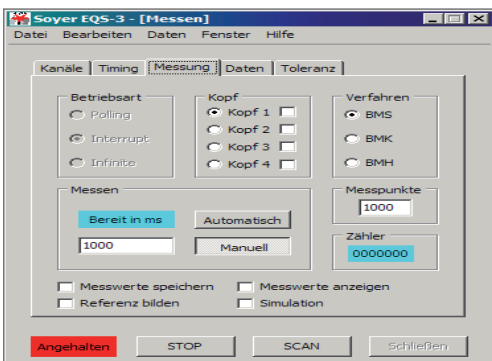 Soyer EQS-3 - [Messen]
Datei Bearbeiten Daten Fenster Hilfe
Kanäle Timing Messung Daten Toleranz
Betriebsart
Polling
Interrupt
Infinite
Kopf
Kopf 1
Kopf 2
Kopf 3
Kopf 4
Verfahren
BMS
BMK
BMH
Messen
Bereit in ms
Automatisch
1000
Manuell
Messpunkte
1000
Zähler
0000000
Messwerte speichern
Messwerte anzeigen
Referenz bilden
Simulation
Angehalten STOP SCAN Schließen